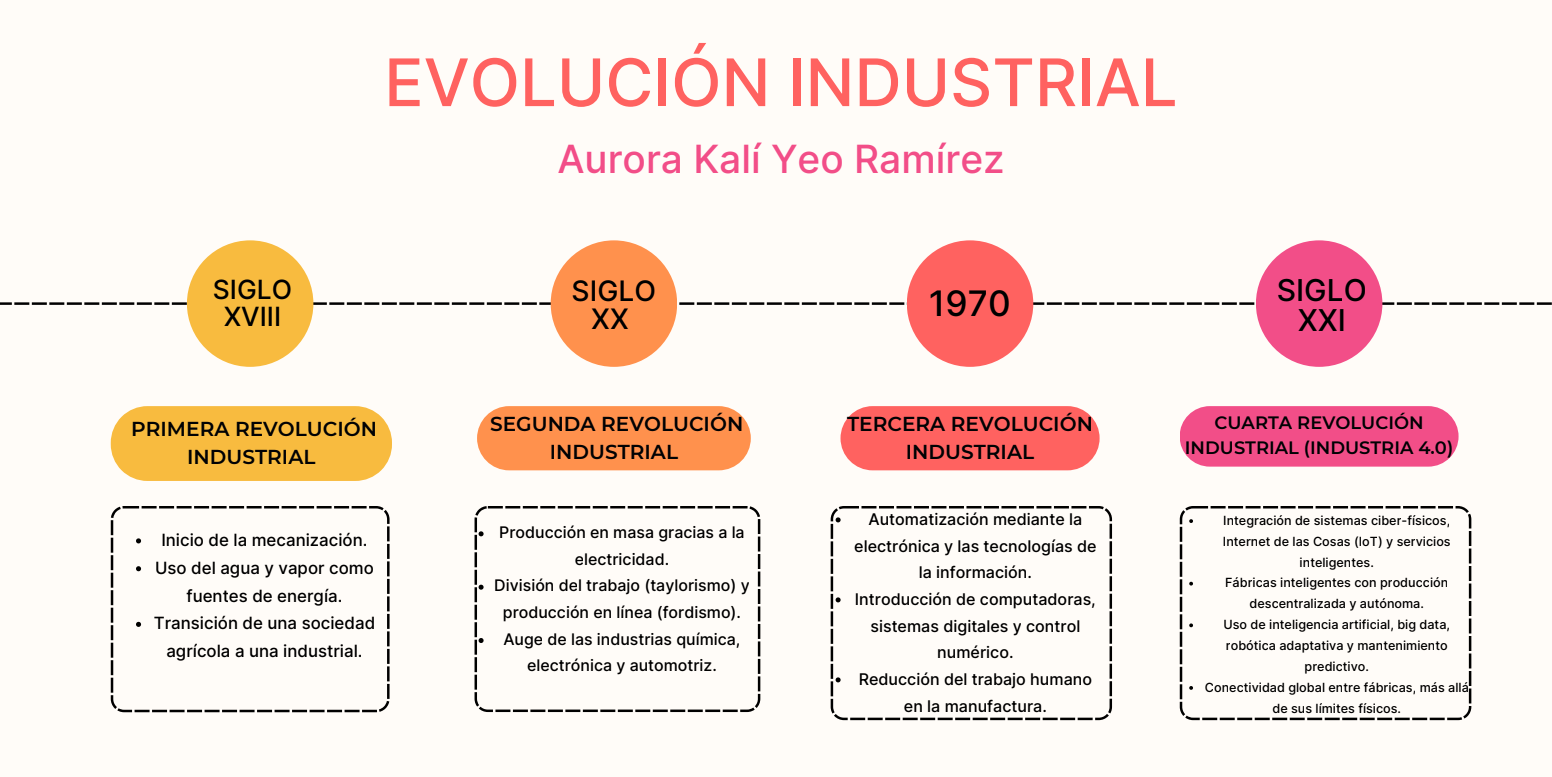 EVOLUCIÓN INDUSTRIAL
Aurora Kalí Yeo Ramírez
SIGLO
XVIII
SIGLO
XX
1970
SIGLO
XXI
PRIMERA REVOLUCIÓN
INDUSTRIAL
SEGUNDA REVOLUCIÓN
INDUSTRIAL
TERCERA REVOLUCIÓN
INDUSTRIAL
CUARTA REVOLUCIÓN
INDUSTRIAL (INDUSTRIA 4.0)
• Inicio de la mecanización.
• Uso del agua y vapor como
fuentes de energía.
• Transición de una sociedad
agrícola a una industrial.
• Producción en masa gracias a la
electricidad.
• División del trabajo (taylorismo) y
producción en línea (fordismo).
• Auge de las industrias química,
electrónica y automotriz.
• Automatización mediante la
electrónica y las tecnologías de
la información.
• Introducción de computadoras,
sistemas digitales y control
numérico.
• Reducción del trabajo humano
en la manufactura.
• Integración de sistemas ciber-físicos,
Internet de las Cosas (IoT) y servicios
inteligentes.
• Fábricas inteligentes con producción
descentralizada y autónoma.
• Uso de inteligencia artificial, big data,
robótica adaptativa y mantenimiento
predictivo.
• Conectividad global entre fábricas, más allá
de sus límites físicos.